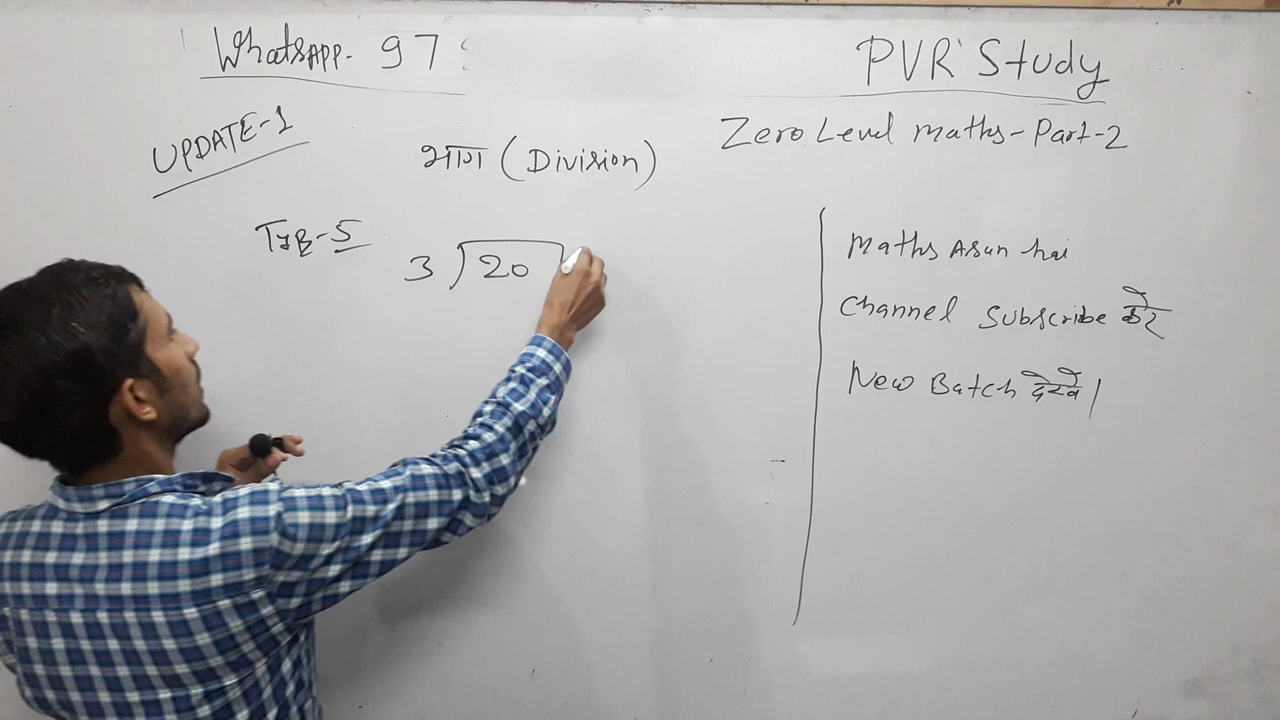 WhatsAPP- 97
PVR Study
UPDATE-1
भाग (Division)
Zero Level maths - Part-2
Type-5
3) 20
Maths Asan hai
Channel Subscribe करे
New Batch देखे।